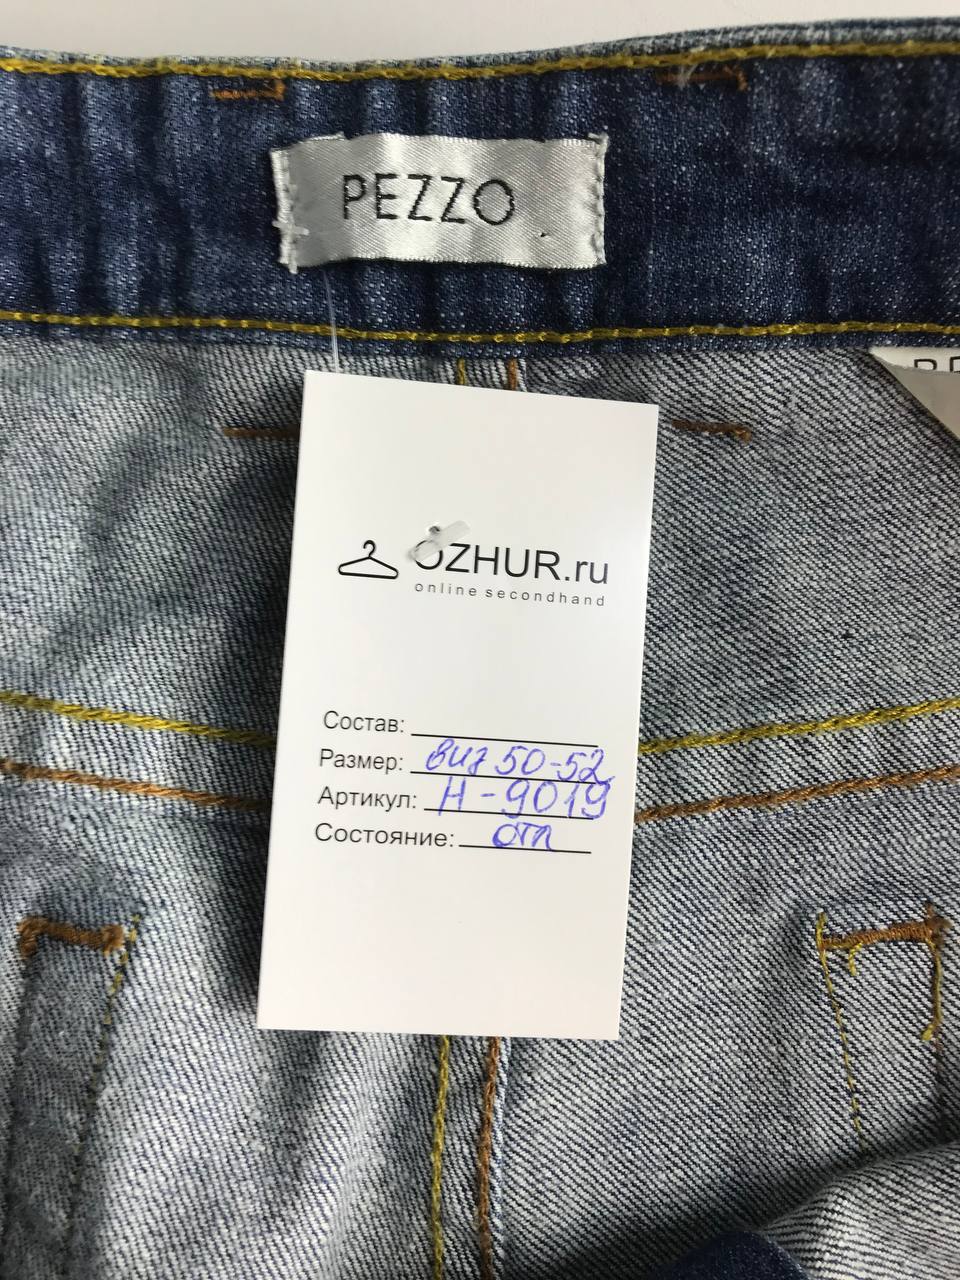 PEZZO
OZHUR.ru
online secondhand
Состав:
Размер: виз 50-52
Артикул: Н-9019
Состояние: отл